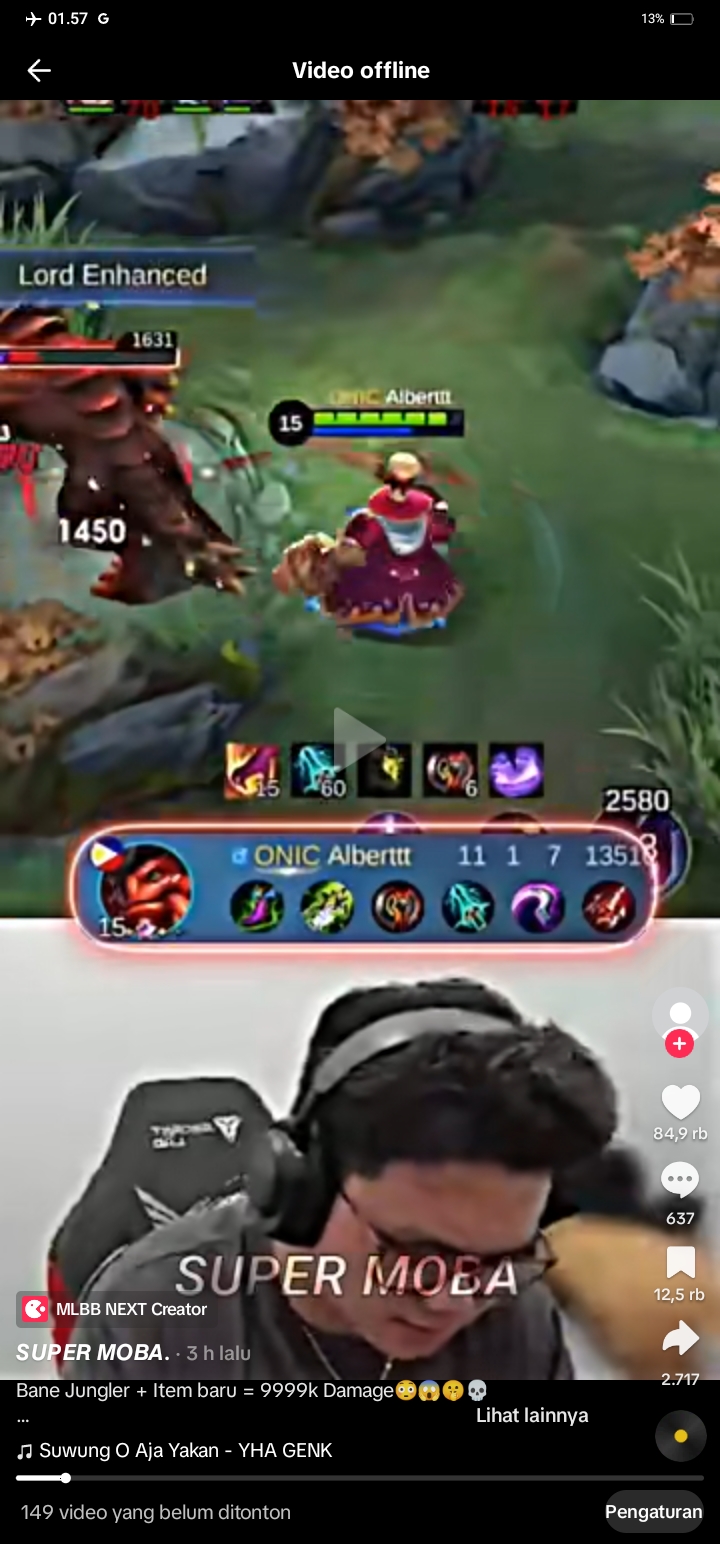 01.57 G
13%
Video offline
Lord Enhanced
1631
ONIC Alberttt
15
1450
15
60
6
2580
ONIC Alberttt 11 1 7 1351
15
SECRET
LAB
84,9 rb
637
SUPER MOBA
12,5 rb
MLBB NEXT Creator
SUPER MOBA. · 3 h lalu
2.717
Bane Jungler + Item baru = 9999k Damage😳😱🤫💀
...
Lihat lainnya
Suwung O Aja Yakan - YHA GENK
149 video yang belum ditonton
Pengaturan